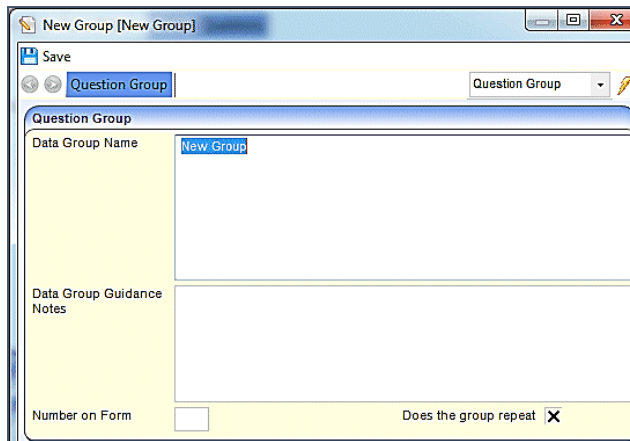 New Group [New Group]
Save
Question Group
Question Group
Question Group
Data Group Name
New Group
Data Group Guidance
Notes
Number on Form
Does the group repeat